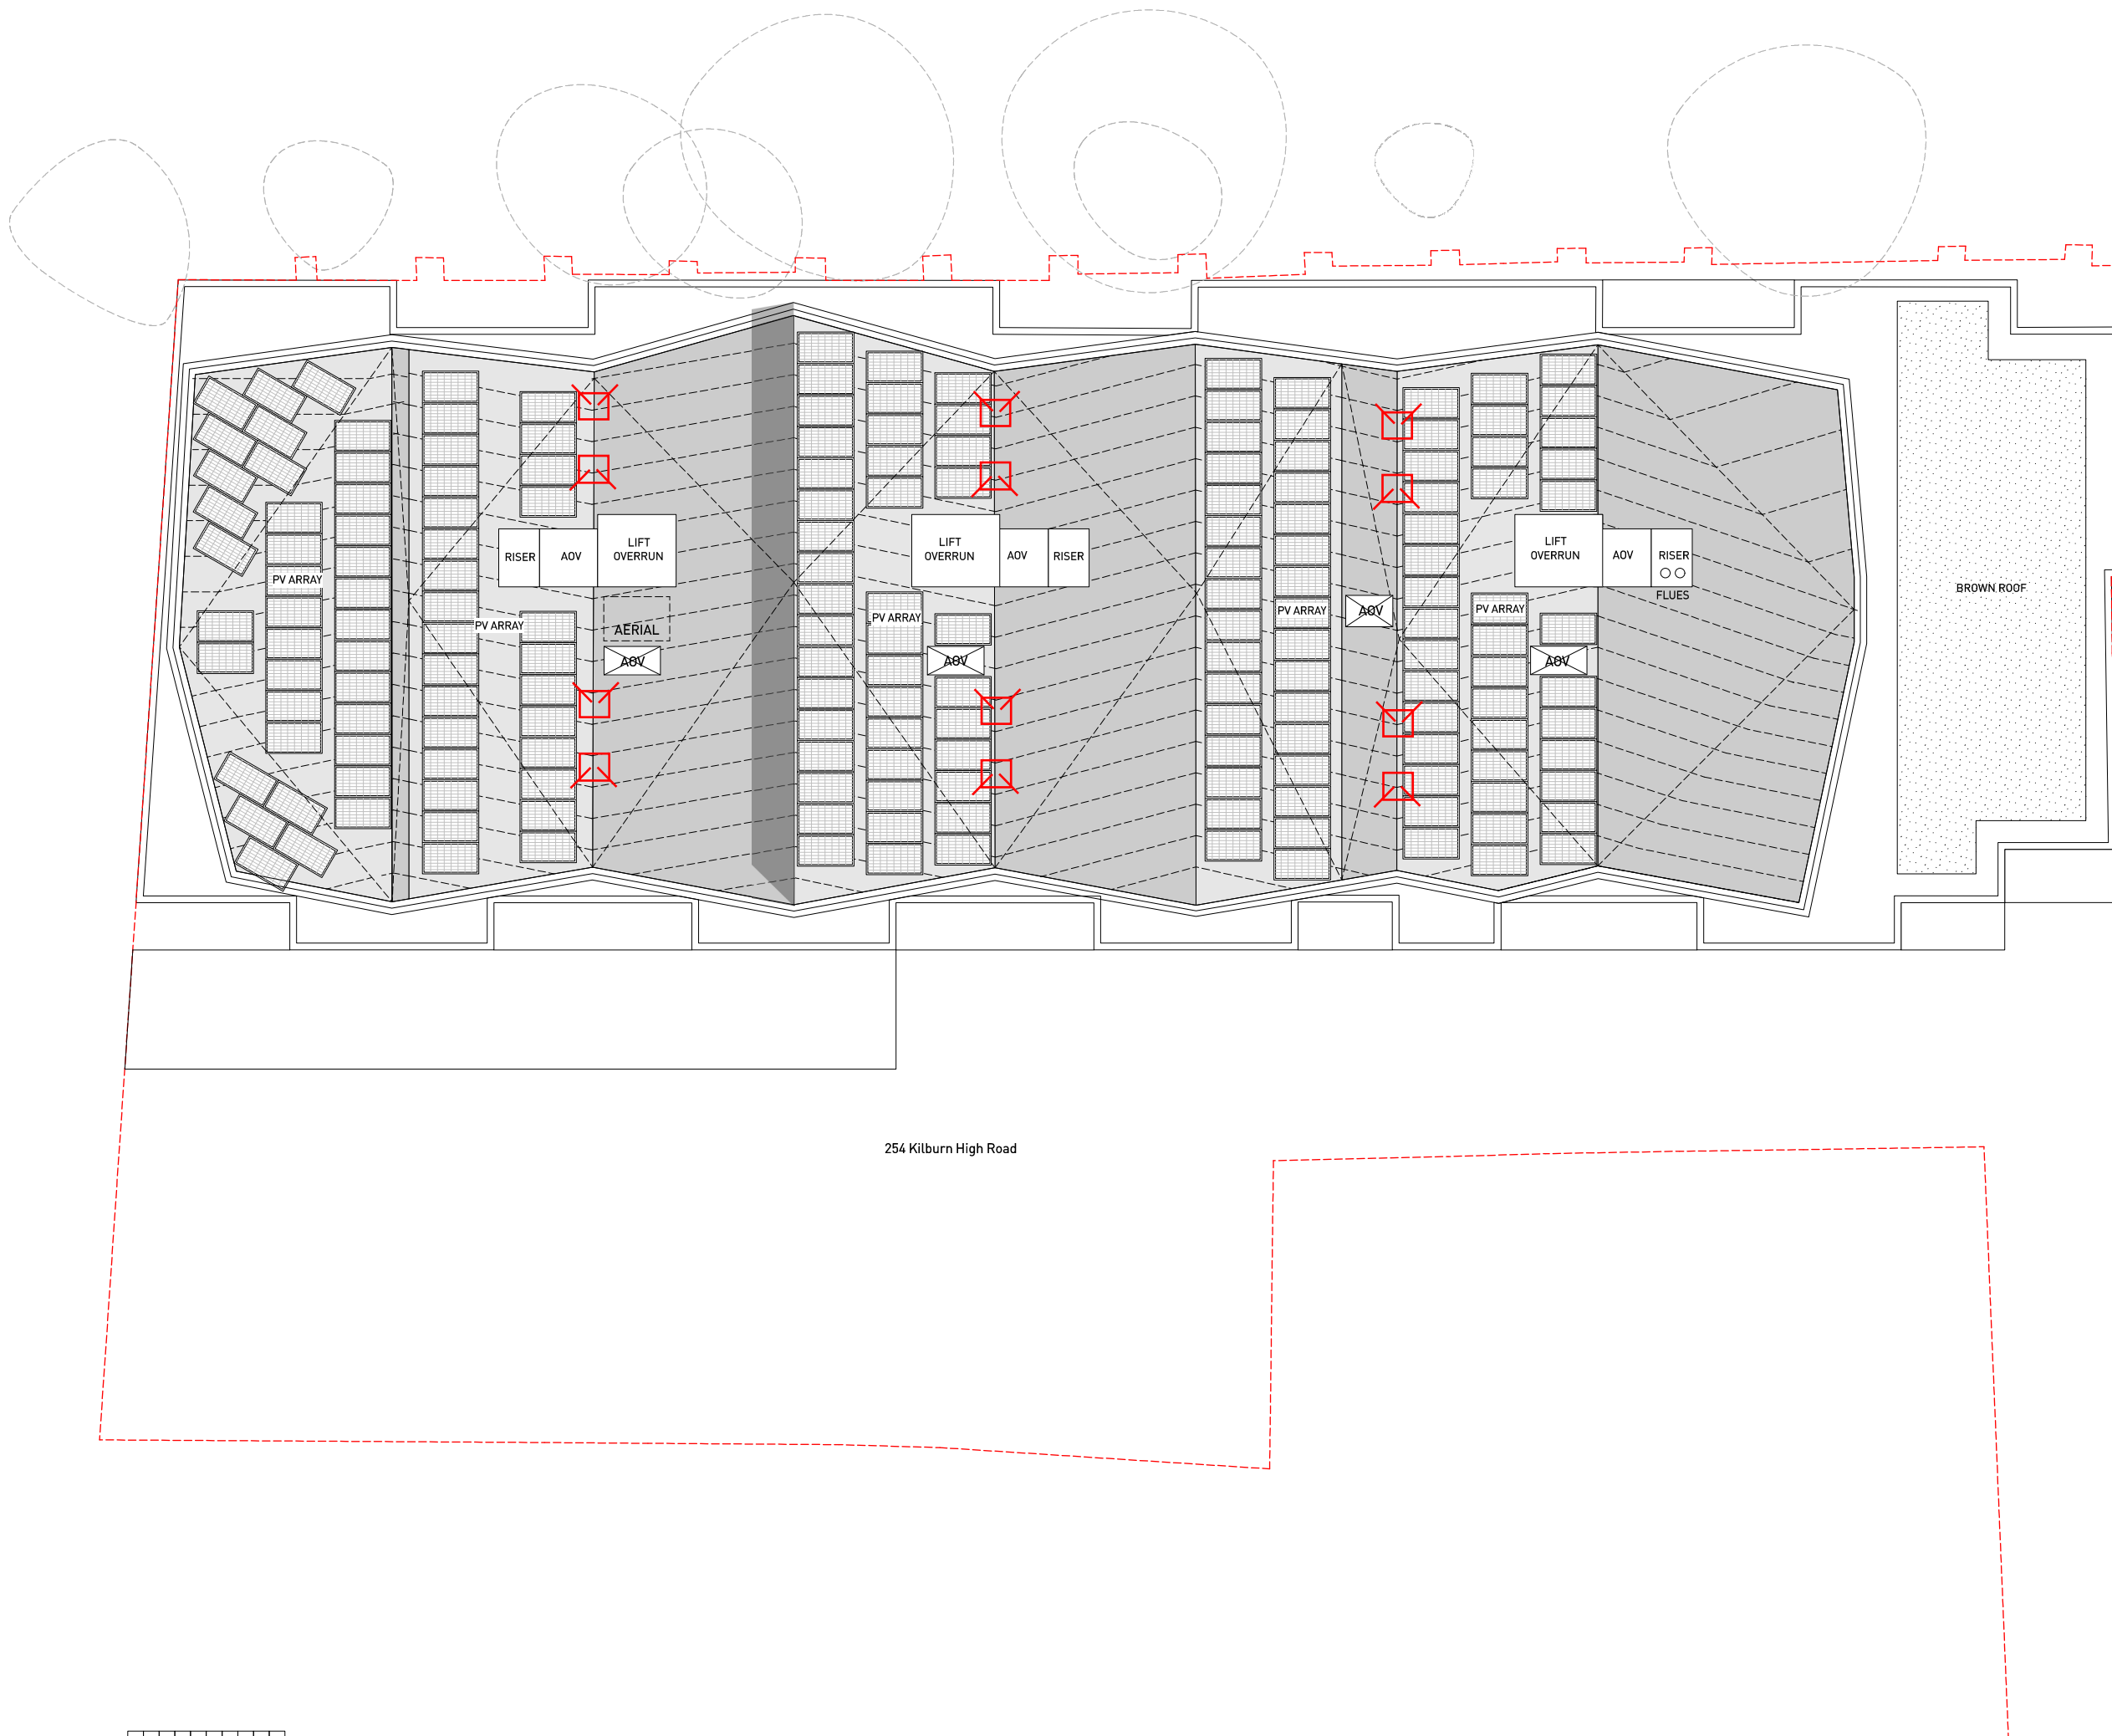 LIFT
OVERRUN
RISER
AOV
LIFT
OVERRUN
AOV
RISER
LIFT
OVERRUN
AOV
RISER
FLUES
PV ARRAY
PV ARRAY
AERIAL
AOV
PV ARRAY
AOV
PV ARRAY
AOV
PV ARRAY
AOV
BROWN ROOF
254 Kilburn High Road